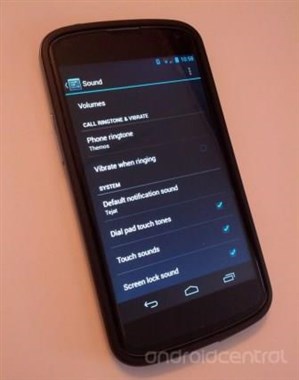 10:56
Sound
Volumes
CALL RINGTONE & VIBRATE
Phone ringtone
Themos
Vibrate when ringing
SYSTEM
Default notification sound
Tejat
Dial pad touch tones
Touch sounds
Screen lock sound
androidcentral